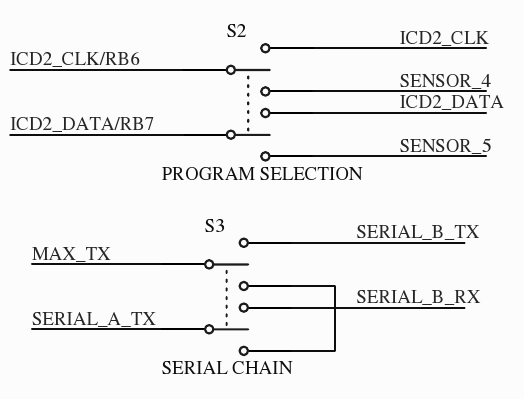 S2
ICD2_CLK
ICD2_CLK/RB6
SENSOR_4
ICD2_DATA
ICD2_DATA/RB7
SENSOR_5
PROGRAM SELECTION
S3
SERIAL_B_TX
MAX_TX
SERIAL_B_RX
SERIAL_A_TX
SERIAL CHAIN